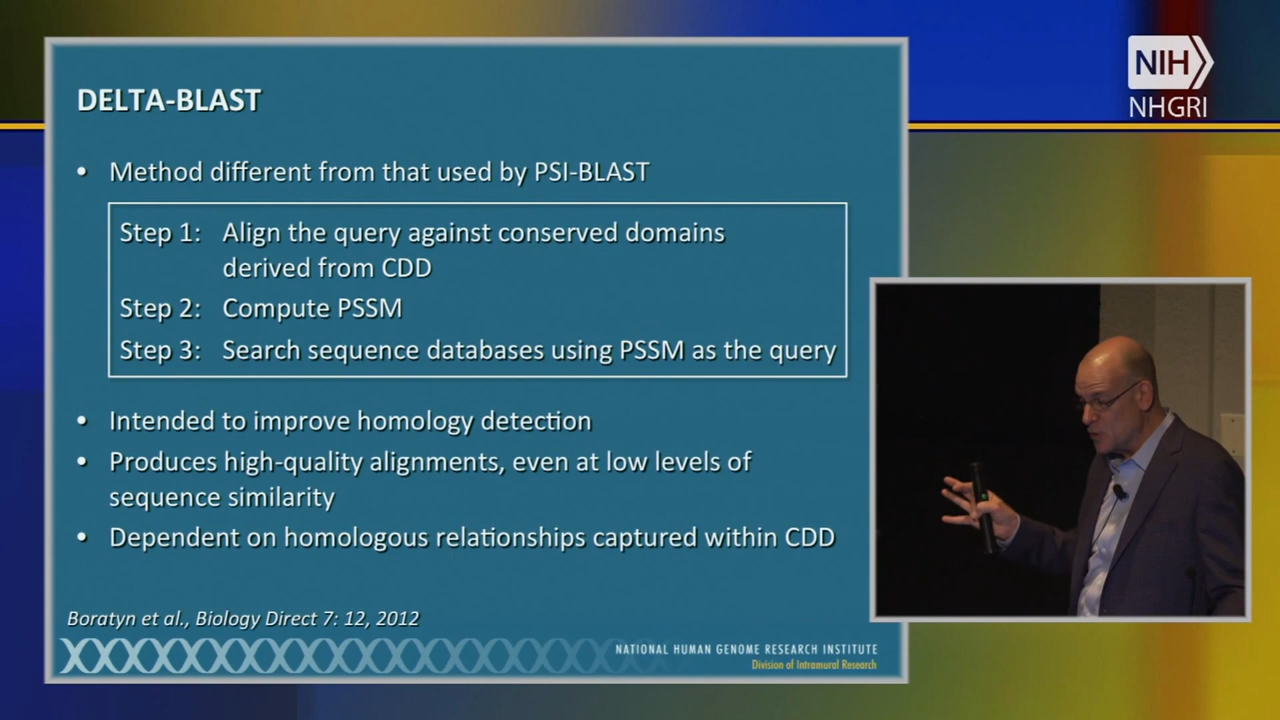 NIH
NHGRI
DELTA-BLAST
• Method different from that used by PSI-BLAST
Step 1: Align the query against conserved domains
derived from CDD
Step 2: Compute PSSM
Step 3: Search sequence databases using PSSM as the query
• Intended to improve homology detection
• Produces high-quality alignments, even at low levels of
sequence similarity
• Dependent on homologous relationships captured within CDD
Boratyn et al., Biology Direct 7: 12, 2012
NATIONAL HUMAN GENOME RESEARCH INSTITUTE
Division of Intramural Research